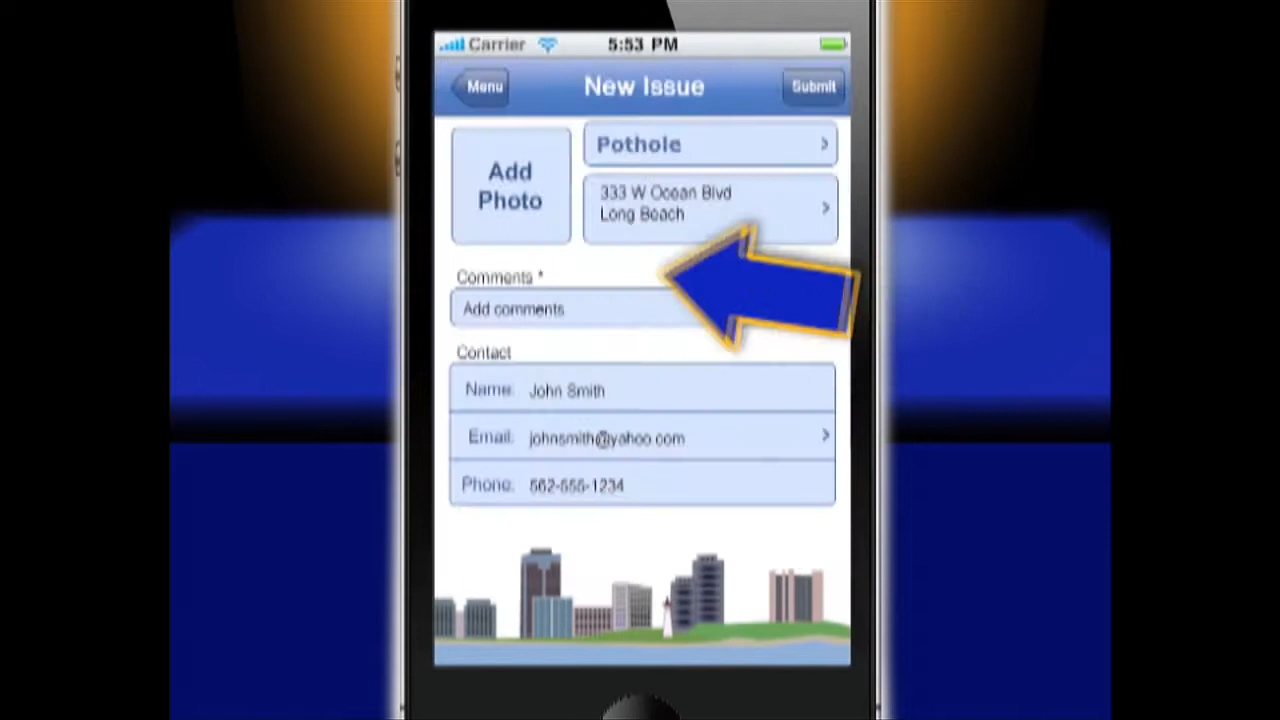 Carrier 5:53 PM
Menu New Issue Submit
Add
Photo
Pothole
333 W Ocean Blvd
Long Beach
Comments *
Add comments
Contact
Name: John Smith
Email: johnsmith@yahoo.com
Phone: 562-555-1234